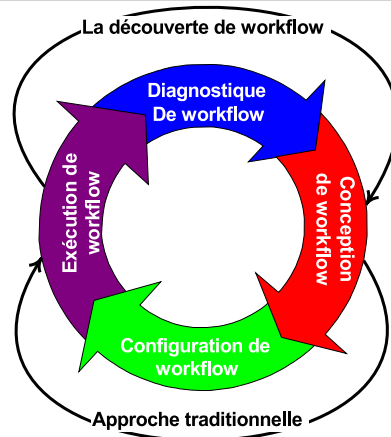 La découverte de workflow
Diagnostique
De workflow
Conception
de workflow
Exécution de
workflow
Configuration de
workflow
Approche traditionnelle